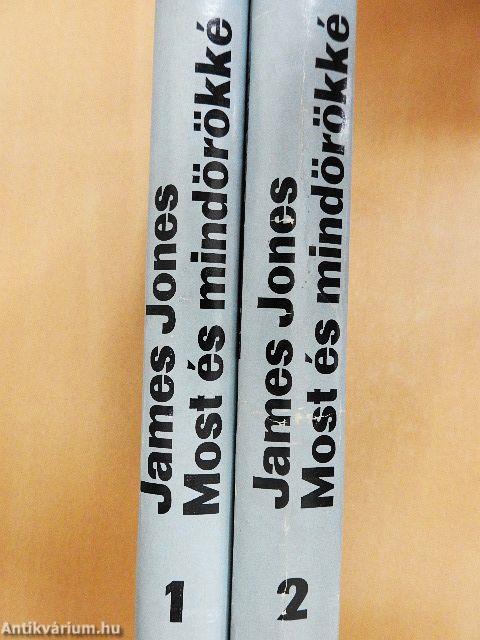 James Jones
Most és mindörökké
1
James Jones
Most és mindörökké
2
Antikvárium.hu